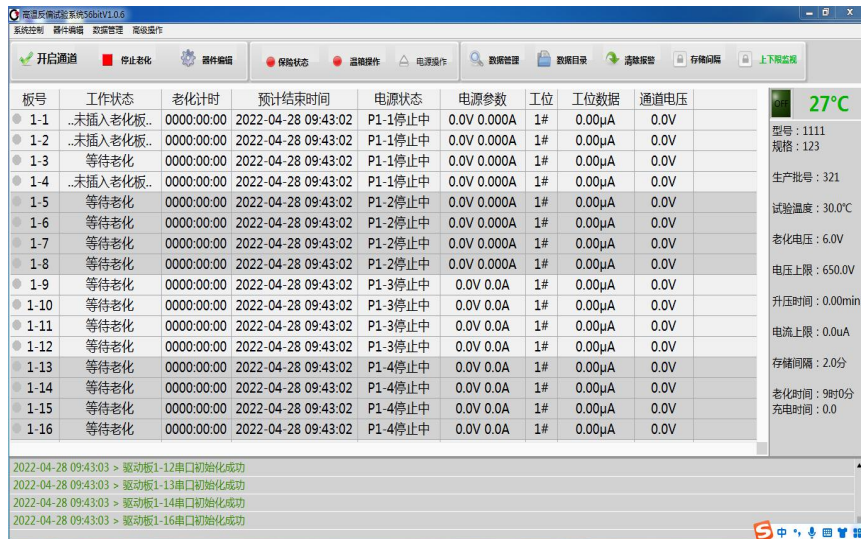 高温反偏试验系统56bitV1.0.6
系统控制 器件编辑 数据管理 高级操作
开启通道 停止老化 器件编辑 保险状态 温箱操作 电源操作 数据管理 数据目录 清除报警 存储间隔 上下限监视
板号 工作状态 老化计时 预计结束时间 电源状态 电源参数 工位 工位数据 通道电压
1-1 ..未插入老化板.. 0000:00:00 2022-04-28 09:43:02 P1-1停止中 0.0V 0.000A 1# 0.00μA 0.0V
1-2 ..未插入老化板.. 0000:00:00 2022-04-28 09:43:02 P1-1停止中 0.0V 0.000A 1# 0.00μA 0.0V
1-3 等待老化 0000:00:00 2022-04-28 09:43:02 P1-1停止中 0.0V 0.000A 1# 0.00μA 0.0V
1-4 ..未插入老化板.. 0000:00:00 2022-04-28 09:43:02 P1-1停止中 0.0V 0.000A 1# 0.00μA 0.0V
1-5 等待老化 0000:00:00 2022-04-28 09:43:02 P1-2停止中 0.0V 0.000A 1# 0.00μA 0.0V
1-6 等待老化 0000:00:00 2022-04-28 09:43:02 P1-2停止中 0.0V 0.000A 1# 0.00μA 0.0V
1-7 等待老化 0000:00:00 2022-04-28 09:43:02 P1-2停止中 0.0V 0.000A 1# 0.00μA 0.0V
1-8 等待老化 0000:00:00 2022-04-28 09:43:02 P1-2停止中 0.0V 0.000A 1# 0.00μA 0.0V
1-9 等待老化 0000:00:00 2022-04-28 09:43:02 P1-3停止中 0.0V 0.0A 1# 0.00μA 0.0V
1-10 等待老化 0000:00:00 2022-04-28 09:43:02 P1-3停止中 0.0V 0.0A 1# 0.00μA 0.0V
1-11 等待老化 0000:00:00 2022-04-28 09:43:02 P1-3停止中 0.0V 0.0A 1# 0.00μA 0.0V
1-12 等待老化 0000:00:00 2022-04-28 09:43:02 P1-3停止中 0.0V 0.0A 1# 0.00μA 0.0V
1-13 等待老化 0000:00:00 2022-04-28 09:43:02 P1-4停止中 0.0V 0.0A 1# 0.00μA 0.0V
1-14 等待老化 0000:00:00 2022-04-28 09:43:02 P1-4停止中 0.0V 0.0A 1# 0.00μA 0.0V
1-15 等待老化 0000:00:00 2022-04-28 09:43:02 P1-4停止中 0.0V 0.0A 1# 0.00μA 0.0V
1-16 等待老化 0000:00:00 2022-04-28 09:43:02 P1-4停止中 0.0V 0.0A 1# 0.00μA 0.0V
OFF 27°C
型号：1111
规格：123
生产批号：321
试验温度：30.0℃
老化电压：6.0V
电压上限：650.0V
升压时间：0.00min
电流上限：0.0uA
存储间隔：2.0分
老化时间：9时0分
充电时间：0.0
2022-04-28 09:43:03 > 驱动板1-12串口初始化成功
2022-04-28 09:43:03 > 驱动板1-13串口初始化成功
2022-04-28 09:43:03 > 驱动板1-14串口初始化成功
2022-04-28 09:43:03 > 驱动板1-16串口初始化成功
中